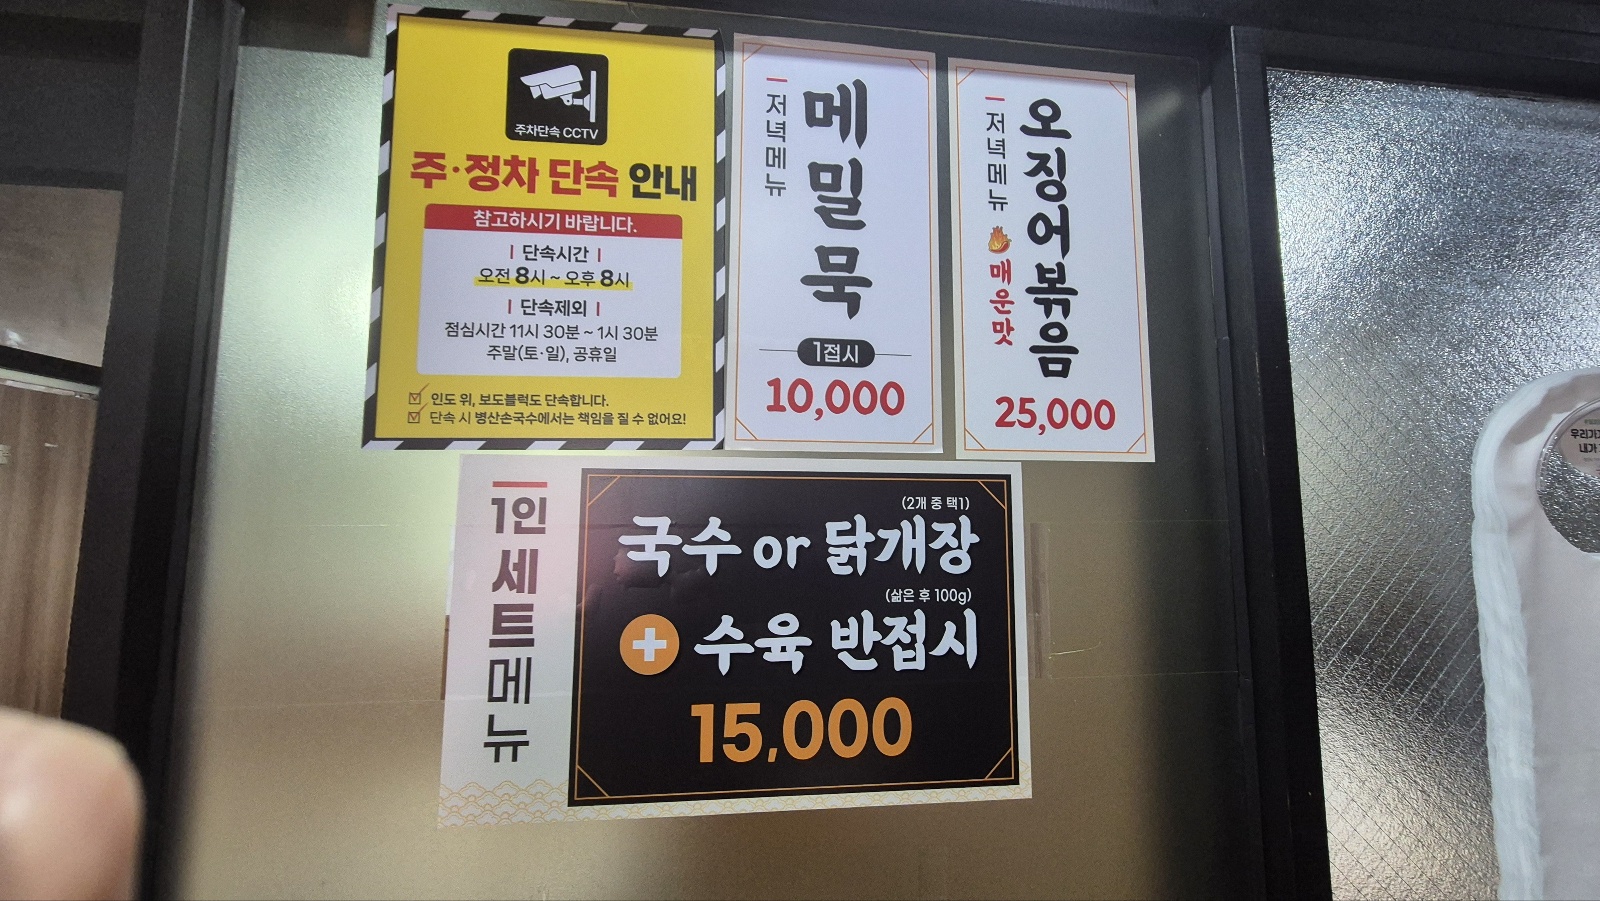 주차단속 CCTV
주·정차 단속 안내
참고하시기 바랍니다.
단속시간
오전 8시 ~ 오후 8시
단속제외
점심시간 11시 30분 ~ 1시 30분
주말(토·일), 공휴일
인도 위, 보도블럭도 단속합니다.
단속 시 병산손국수에서는 책임을 질 수 없어요!
저녁메뉴
메밀묵
1접시
10,000
저녁메뉴
매운맛
오징어볶음
25,000
1인세트메뉴
(2개 중 택1)
국수 or 닭개장
(삶은 후 100g)
+ 수육 반접시
15,000
내가